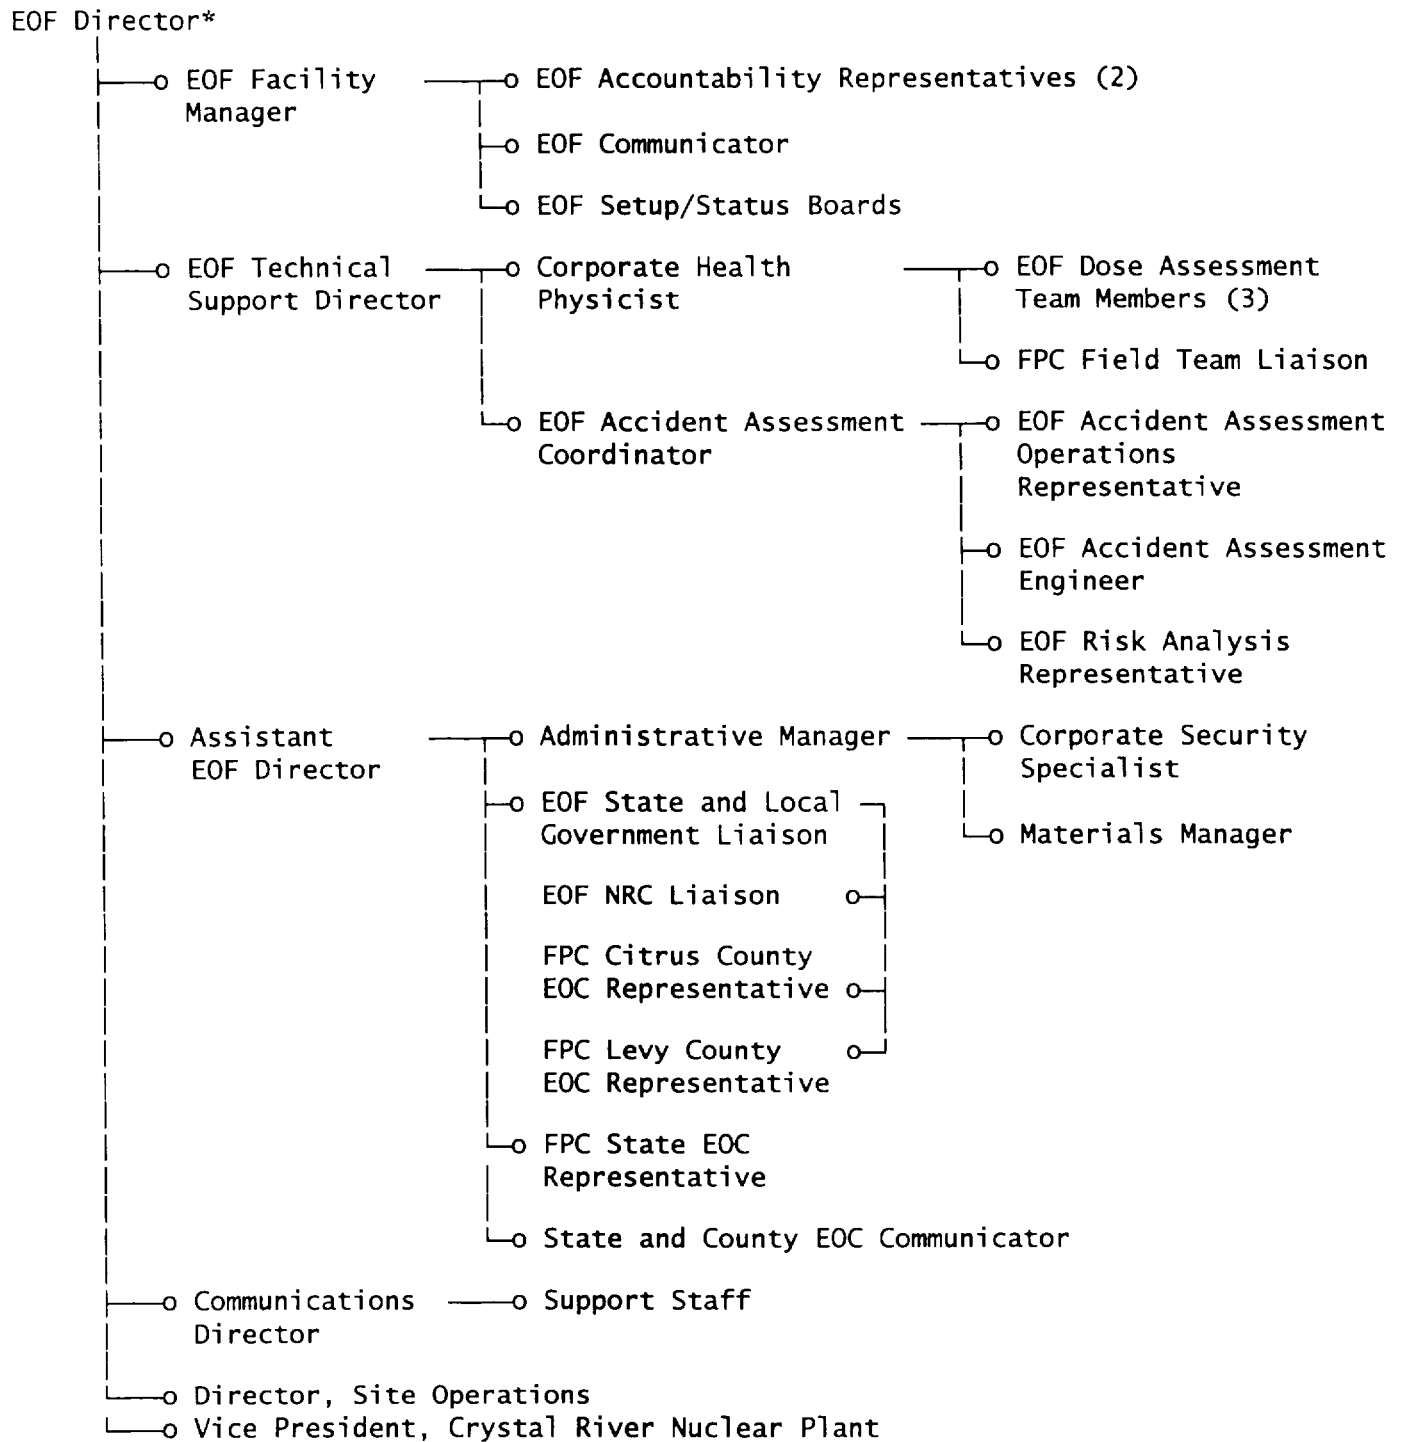 EOF Director*
EOF Facility
Manager
EOF Accountability Representatives (2)
EOF Communicator
EOF Setup/Status Boards
EOF Technical
Support Director
Corporate Health
Physicist
EOF Dose Assessment
Team Members (3)
FPC Field Team Liaison
EOF Accident Assessment
Coordinator
EOF Accident Assessment
Operations
Representative
EOF Accident Assessment
Engineer
EOF Risk Analysis
Representative
Assistant
EOF Director
Administrative Manager
Corporate Security
Specialist
Materials Manager
EOF State and Local
Government Liaison
EOF NRC Liaison
FPC Citrus County
EOC Representative
FPC Levy County
EOC Representative
FPC State EOC
Representative
State and County EOC Communicator
Communications
Director
Support Staff
Director, Site Operations
Vice President, Crystal River Nuclear Plant